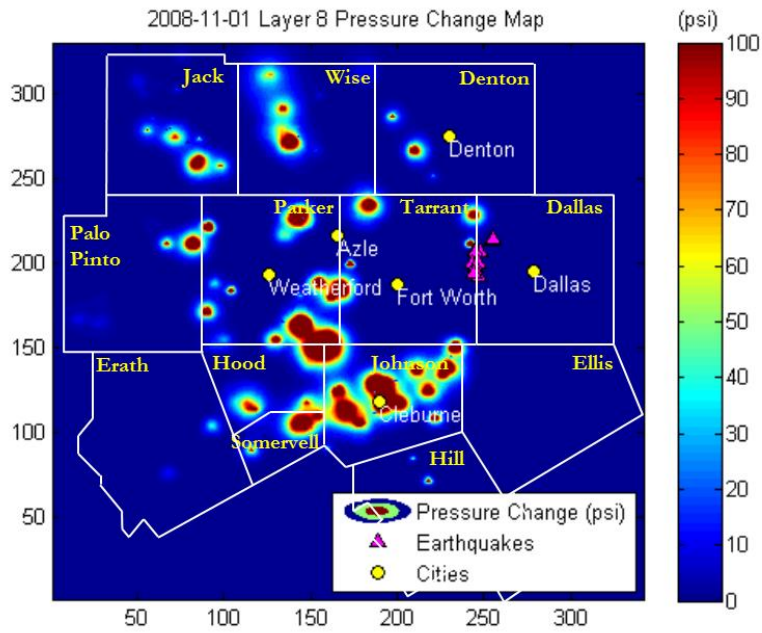 2008-11-01 Layer 8 Pressure Change Map
(psi)
Jack
Wise
Denton
Denton
Parker
Tarrant
Dallas
Palo
Pinto
Azle
Weatherford
Fort Worth
Dallas
Erath
Hood
Johnson
Ellis
Cleburne
Somervell
Hill
Pressure Change (psi)
Earthquakes
Cities
300
250
200
150
100
50
50
100
150
200
250
300
100
90
80
70
60
50
40
30
20
10
0